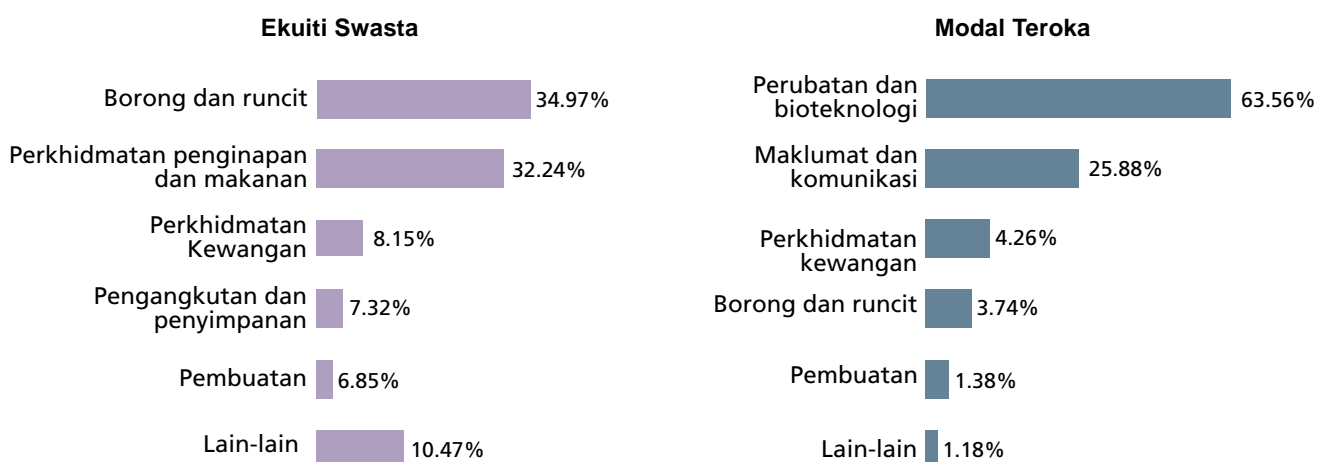 Ekuiti Swasta
Borong dan runcit
34.97%
Perkhidmatan penginapan
dan makanan
32.24%
Perkhidmatan
Kewangan
8.15%
Pengangkutan dan
penyimpanan
7.32%
Pembuatan
6.85%
Lain-lain
10.47%
Modal Teroka
Perubatan dan
bioteknologi
63.56%
Maklumat dan
komunikasi
25.88%
Perkhidmatan
kewangan
4.26%
Borong dan runcit
3.74%
Pembuatan
1.38%
Lain-lain
1.18%